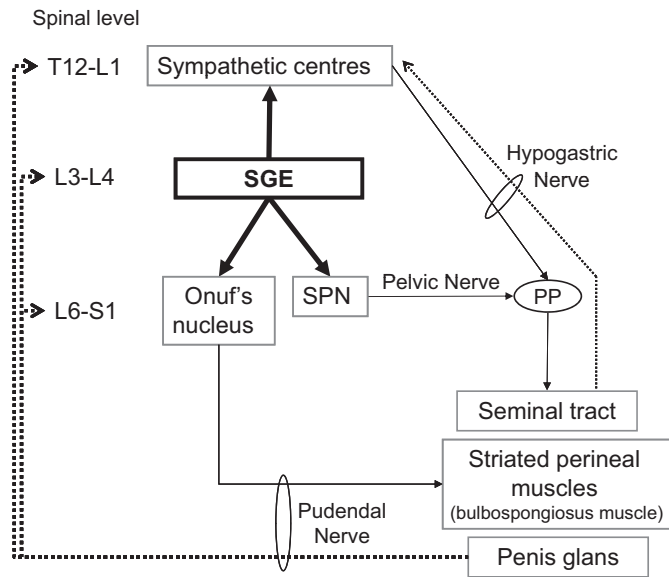 Spinal level
T12-L1
Sympathetic centres
Hypogastric
Nerve
L3-L4
SGE
L6-S1
Onuf's
nucleus
SPN
Pelvic Nerve
PP
Seminal tract
Striated perineal
muscles
(bulbospongiosus muscle)
Pudendal
Nerve
Penis glans